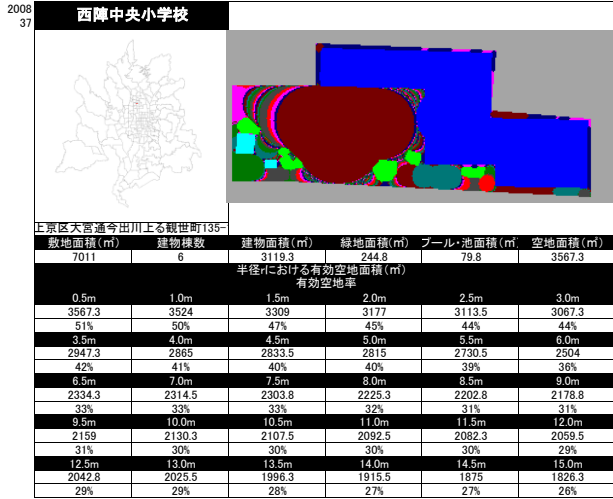 2008
37
西陣中央小学校
上京区大宮通今出川上る観世町135-
敷地面積(㎡) 建物棟数 建物面積(㎡) 緑地面積(㎡) プール・池面積(㎡) 空地面積(㎡)
7011 6 3119.3 244.8 79.8 3567.3
半径rにおける有効空地面積(㎡)
有効空地率
0.5m 1.0m 1.5m 2.0m 2.5m 3.0m
3567.3 3524 3309 3177 3113.5 3067.3
51% 50% 47% 45% 44% 44%
3.5m 4.0m 4.5m 5.0m 5.5m 6.0m
2947.3 2865 2833.5 2815 2730.5 2504
42% 41% 40% 40% 39% 36%
6.5m 7.0m 7.5m 8.0m 8.5m 9.0m
2334.3 2314.5 2303.8 2225.3 2202.8 2178.8
33% 33% 33% 32% 31% 31%
9.5m 10.0m 10.5m 11.0m 11.5m 12.0m
2159 2130.3 2107.5 2092.5 2082.3 2059.5
31% 30% 30% 30% 30% 29%
12.5m 13.0m 13.5m 14.0m 14.5m 15.0m
2042.8 2025.5 1996.3 1915.5 1875 1826.3
29% 29% 28% 27% 27% 26%